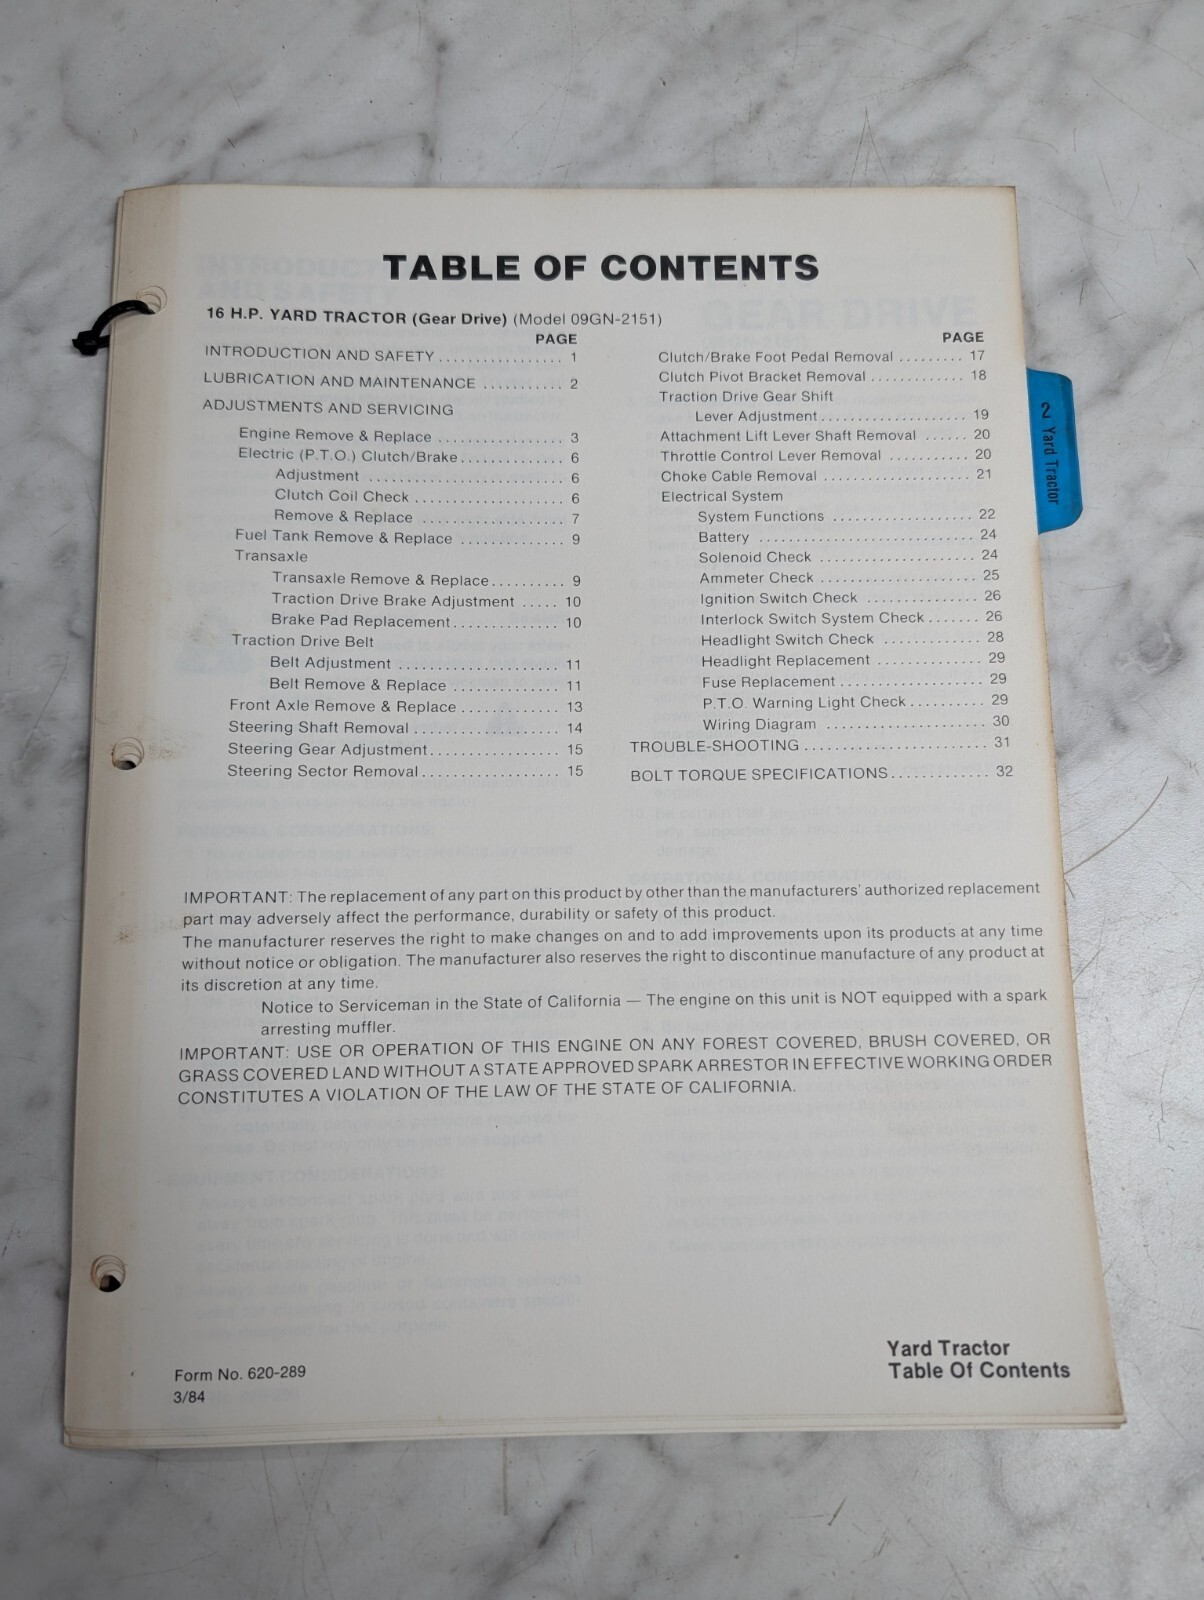 TABLE OF CONTENTS
16 H.P. YARD TRACTOR (Gear Drive) (Model 09GN-2151)
PAGE
INTRODUCTION AND SAFETY ................ 1
LUBRICATION AND MAINTENANCE ........... 2
ADJUSTMENTS AND SERVICING
Engine Remove & Replace ................ 3
Electric (P.T.O.) Clutch/Brake.............. 6
Adjustment ......................... 6
Clutch Coil Check ................... 6
Remove & Replace .................. 7
Fuel Tank Remove & Replace ............. 9
Transaxle
Transaxle Remove & Replace.......... 9
Traction Drive Brake Adjustment ..... 10
Brake Pad Replacement.............. 10
Traction Drive Belt
Belt Adjustment ..................... 11
Belt Remove & Replace ............. 11
Front Axle Remove & Replace ............. 13
Steering Shaft Removal ................... 14
Steering Gear Adjustment................. 15
Steering Sector Removal.................. 15
PAGE
Clutch/Brake Foot Pedal Removal ......... 17
Clutch Pivot Bracket Removal ............. 18
Traction Drive Gear Shift
Lever Adjustment.................... 19
Attachment Lift Lever Shaft Removal ...... 20
Throttle Control Lever Removal ........... 20
Choke Cable Removal .................... 21
Electrical System
System Functions ................... 22
Battery ............................. 24
Solenoid Check ..................... 24
Ammeter Check ..................... 25
Ignition Switch Check ............... 26
Interlock Switch System Check....... 26
Headlight Switch Check ............. 28
Headlight Replacement .............. 29
Fuse Replacement ................... 29
P.T.O. Warning Light Check.......... 29
Wiring Diagram ..................... 30
TROUBLE-SHOOTING ......................... 31
BOLT TORQUE SPECIFICATIONS............. 32
2 Yard Tractor
IMPORTANT: The replacement of any part on this product by other than the manufacturers' authorized replacement
part may adversely affect the performance, durability or safety of this product.
The manufacturer reserves the right to make changes on and to add improvements upon its products at any time
without notice or obligation. The manufacturer also reserves the right to discontinue manufacture of any product at
its discretion at any time.
Notice to Serviceman in the State of California — The engine on this unit is NOT equipped with a spark
arresting muffler.
IMPORTANT: USE OR OPERATION OF THIS ENGINE ON ANY FOREST COVERED, BRUSH COVERED, OR
GRASS COVERED LAND WITHOUT A STATE APPROVED SPARK ARRESTOR IN EFFECTIVE WORKING ORDER
CONSTITUTES A VIOLATION OF THE LAW OF THE STATE OF CALIFORNIA.
Form No. 620-289
3/84
Yard Tractor
Table Of Contents